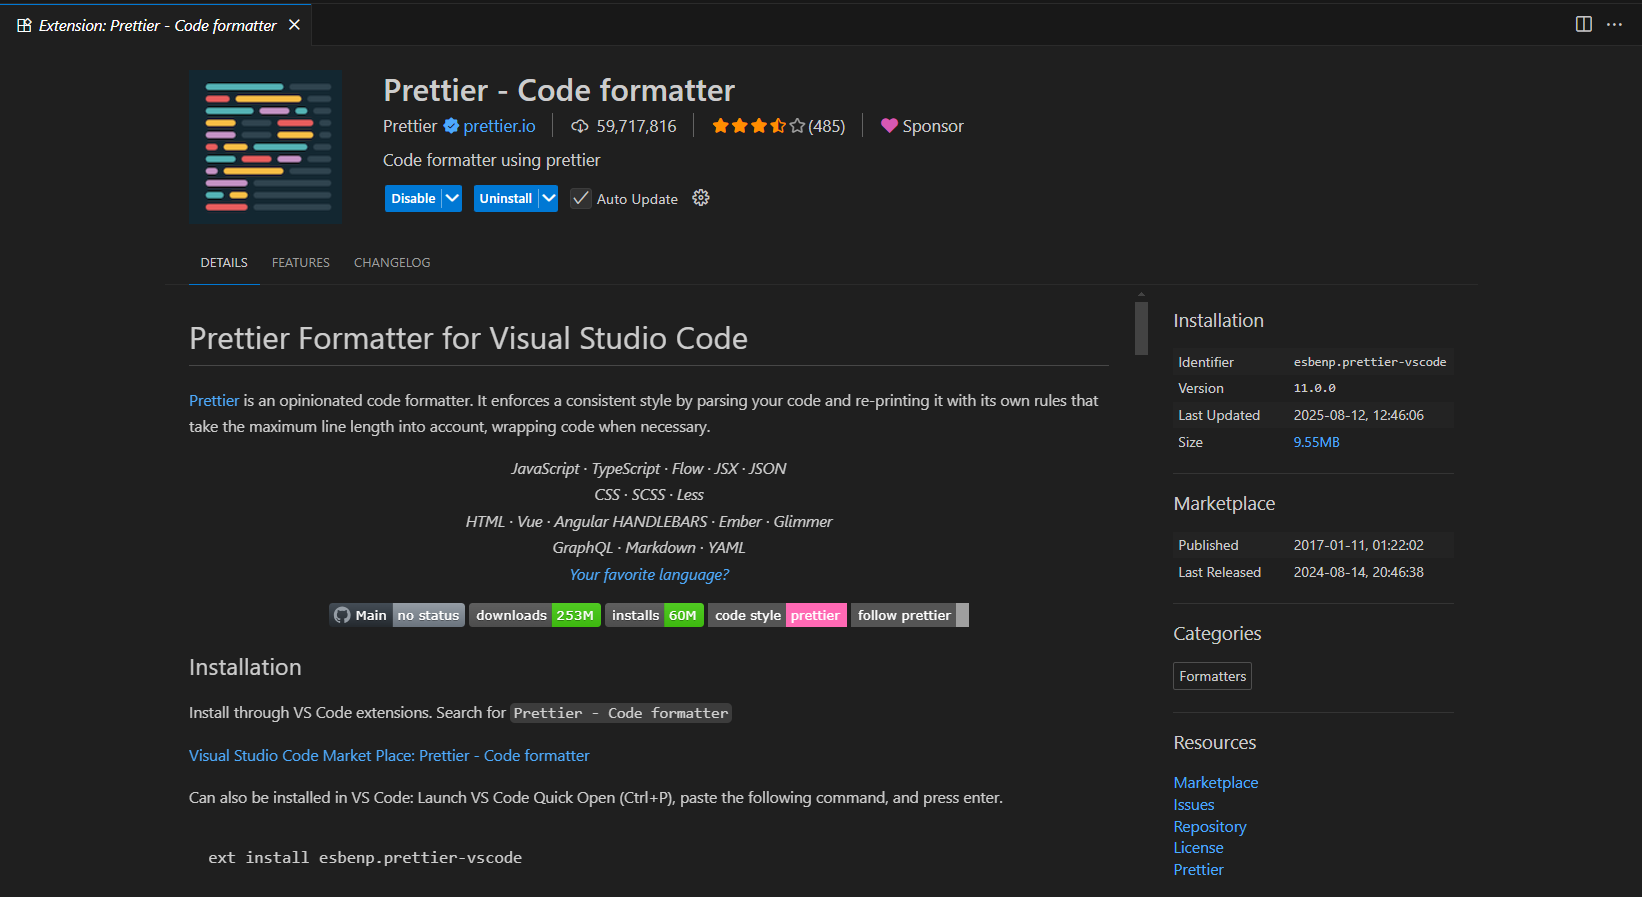 Extension: Prettier - Code formatter
Prettier - Code formatter
Prettier prettier.io 59,717,816 (485) Sponsor
Code formatter using prettier
Disable Uninstall Auto Update
DETAILS FEATURES CHANGELOG
Prettier Formatter for Visual Studio Code
Prettier is an opinionated code formatter. It enforces a consistent style by parsing your code and re-printing it with its own rules that
take the maximum line length into account, wrapping code when necessary.
JavaScript · TypeScript · Flow · JSX · JSON
CSS · SCSS · Less
HTML · Vue · Angular HANDLEBARS · Ember · Glimmer
GraphQL · Markdown · YAML
Your favorite language?
Main no status downloads 253M installs 60M code style prettier follow prettier
Installation
Install through VS Code extensions. Search for Prettier - Code formatter
Visual Studio Code Market Place: Prettier - Code formatter
Can also be installed in VS Code: Launch VS Code Quick Open (Ctrl+P), paste the following command, and press enter.
ext install esbenp.prettier-vscode
Installation
Identifier esbenp.prettier-vscode
Version 11.0.0
Last Updated 2025-08-12, 12:46:06
Size 9.55MB
Marketplace
Published 2017-01-11, 01:22:02
Last Released 2024-08-14, 20:46:38
Categories
Formatters
Resources
Marketplace
Issues
Repository
License
Prettier